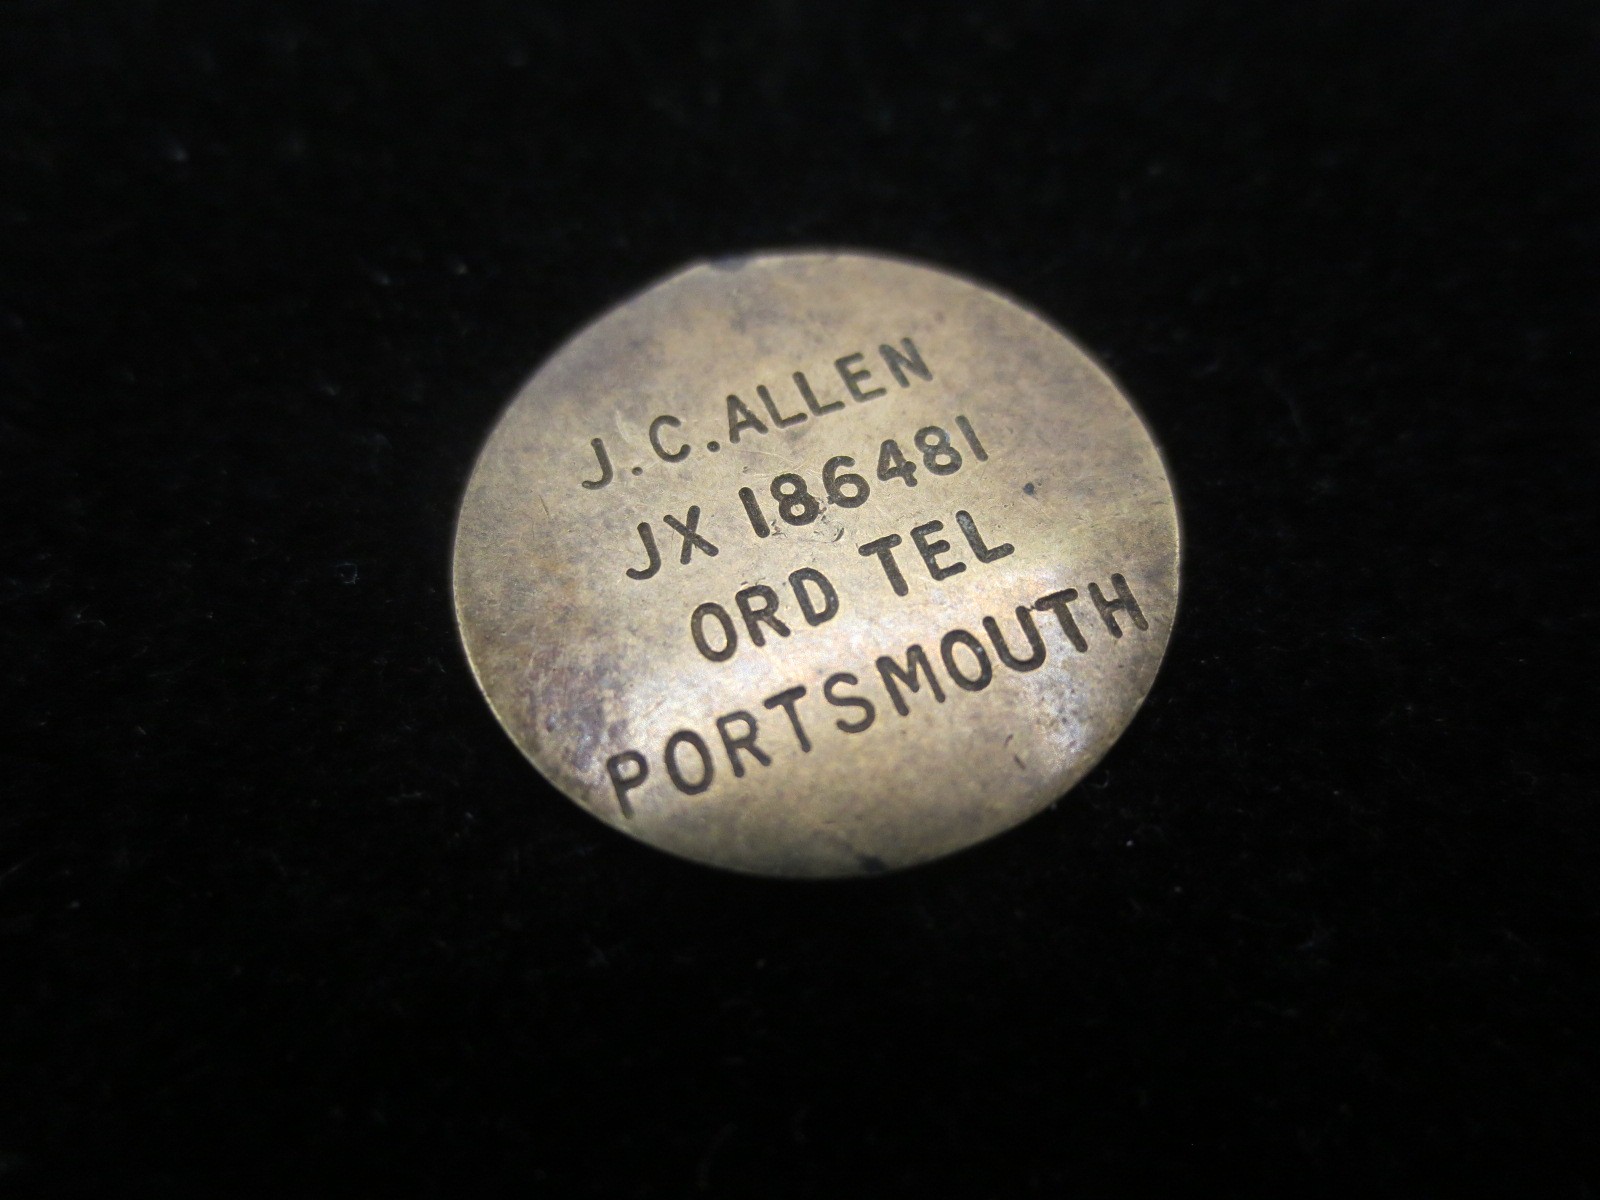 J.C.ALLEN
JX 186481
ORD TEL
PORTSMOUTH